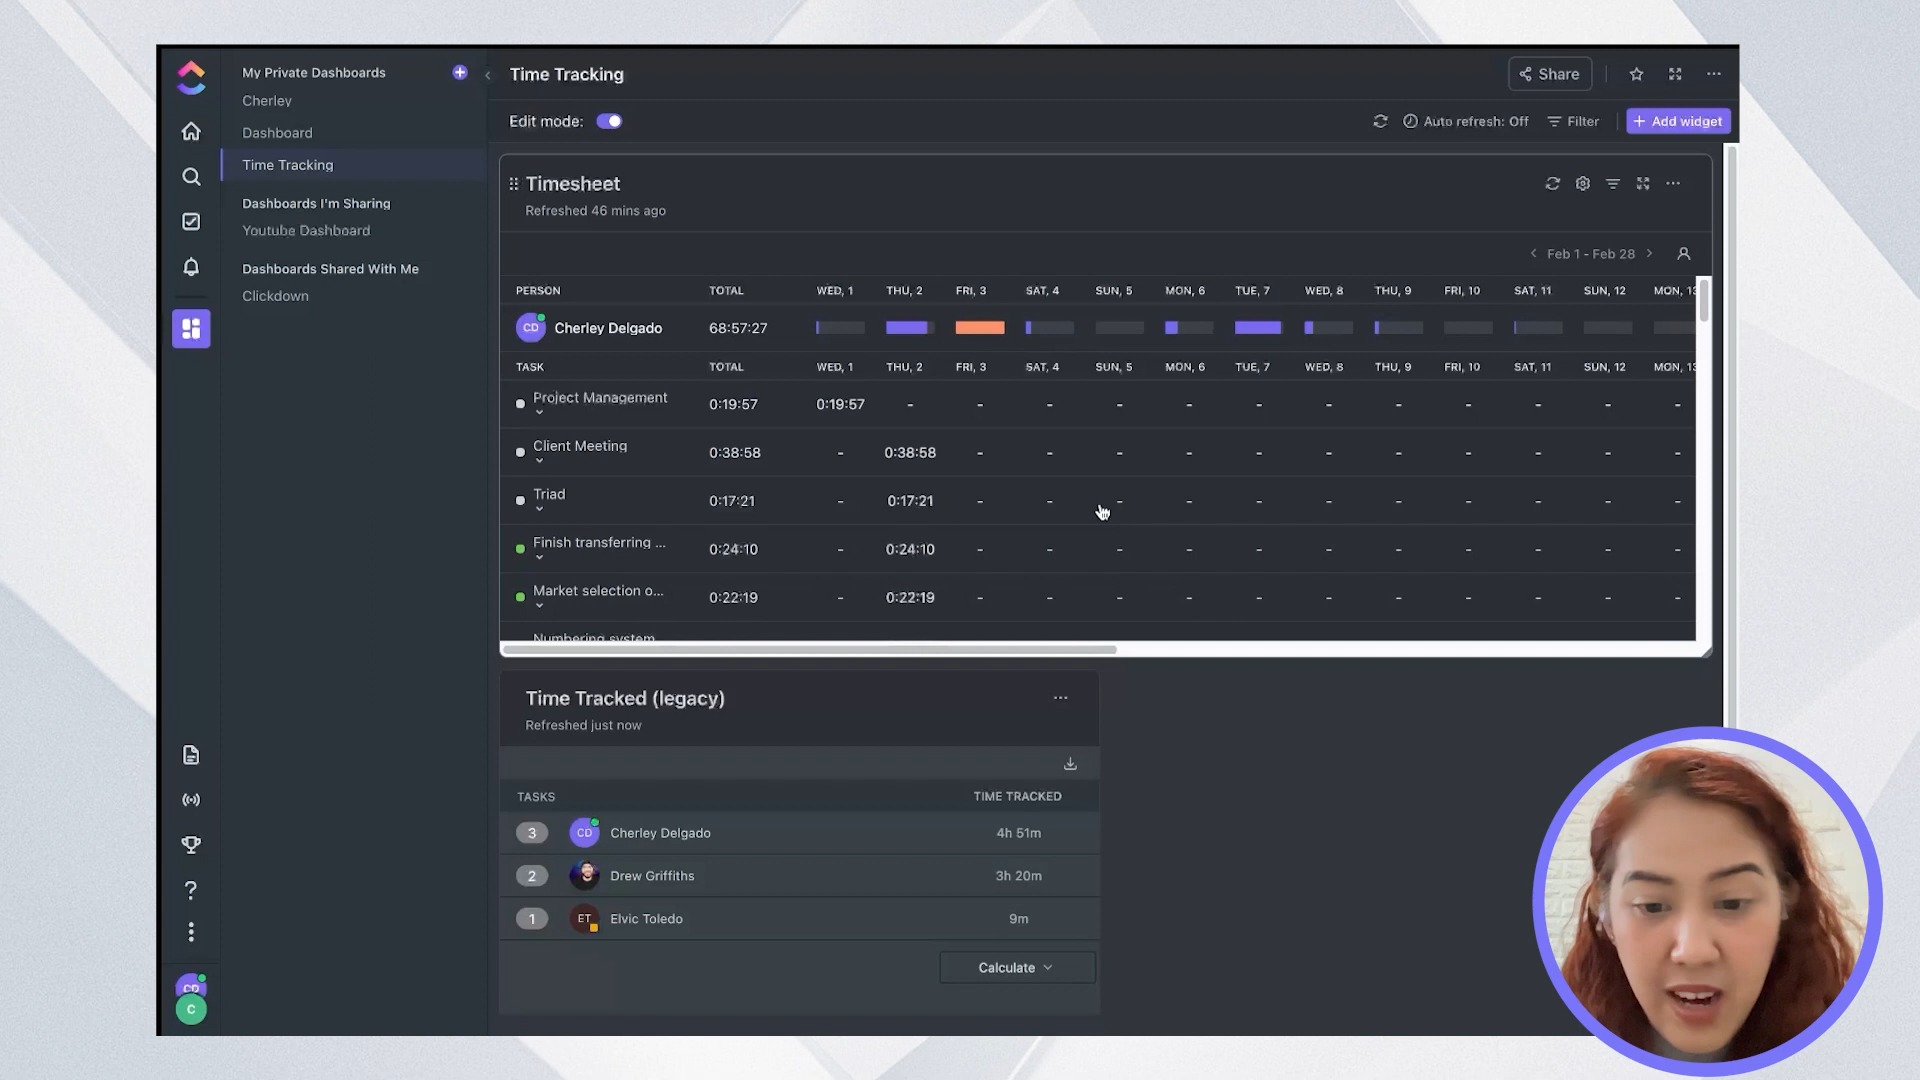 My Private Dashboards
Cherley
Dashboard
Time Tracking
Dashboards I'm Sharing
Youtube Dashboard
Dashboards Shared With Me
Clickdown
CD
C
Time Tracking
Share
Edit mode:
Auto refresh: Off
Filter
+ Add widget
Timesheet
Refreshed 46 mins ago
Feb 1 - Feb 28
PERSON TOTAL WED, 1 THU, 2 FRI, 3 SAT, 4 SUN, 5 MON, 6 TUE, 7 WED, 8 THU, 9 FRI, 10 SAT, 11 SUN, 12 MON, 13
CD Cherley Delgado 68:57:27
TASK TOTAL WED, 1 THU, 2 FRI, 3 SAT, 4 SUN, 5 MON, 6 TUE, 7 WED, 8 THU, 9 FRI, 10 SAT, 11 SUN, 12 MON, 13
Project Management 0:19:57 0:19:57 - - - - - - - - - - - -
Client Meeting 0:38:58 - 0:38:58 - - - - - - - - - - -
Triad 0:17:21 - 0:17:21 - - - - - - - - - - -
Finish transferring ... 0:24:10 - 0:24:10 - - - - - - - - - - -
Market selection o... 0:22:19 - 0:22:19 - - - - - - - - - - -
Numbering system
Time Tracked (legacy)
Refreshed just now
TASKS TIME TRACKED
3 CD Cherley Delgado 4h 51m
2 Drew Griffiths 3h 20m
1 ET Elvic Toledo 9m
Calculate